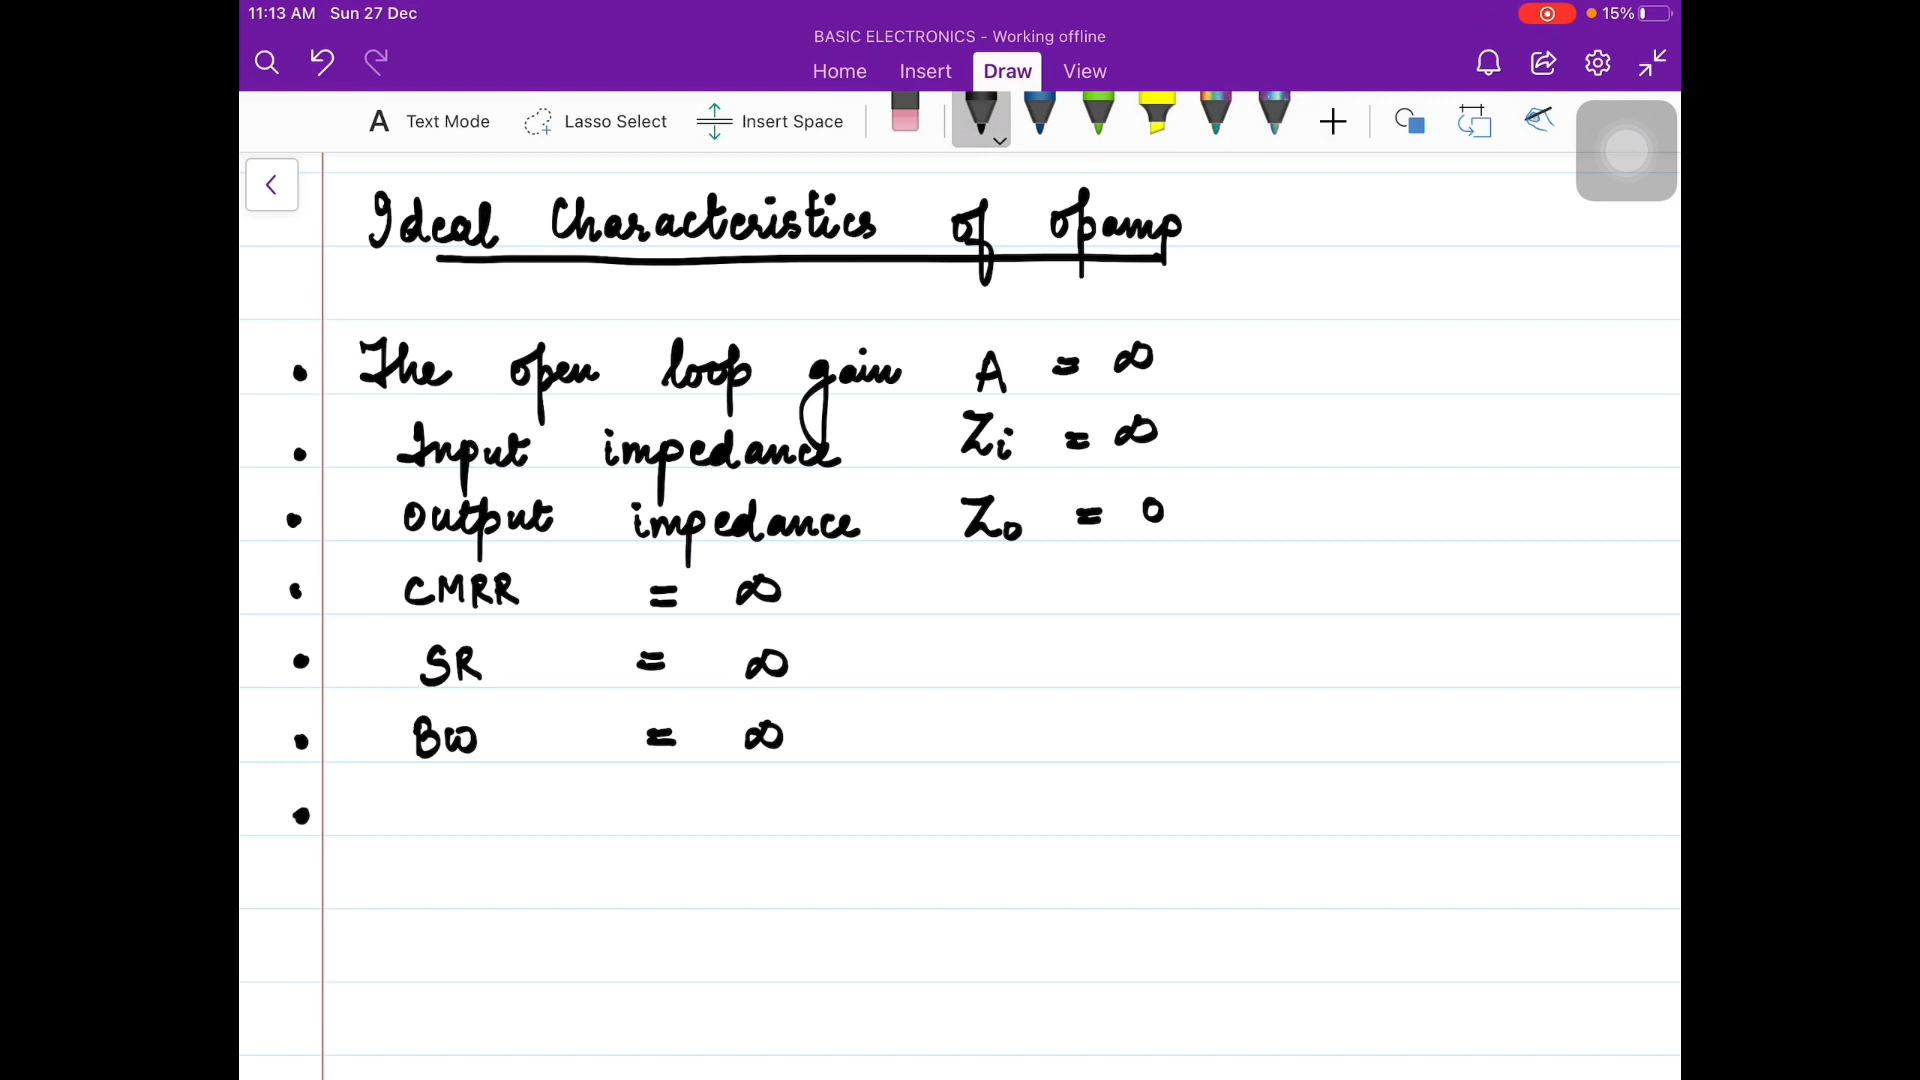 11:13 AM Sun 27 Dec 15%
BASIC ELECTRONICS - Working offline
Home Insert Draw View
A Text Mode Lasso Select Insert Space
Ideal Characteristics of opamp
• The open loop gain A = ∞
• Input impedance Zi = ∞
• Output impedance Zo = 0
• CMRR = ∞
• SR = ∞
• BW = ∞
•